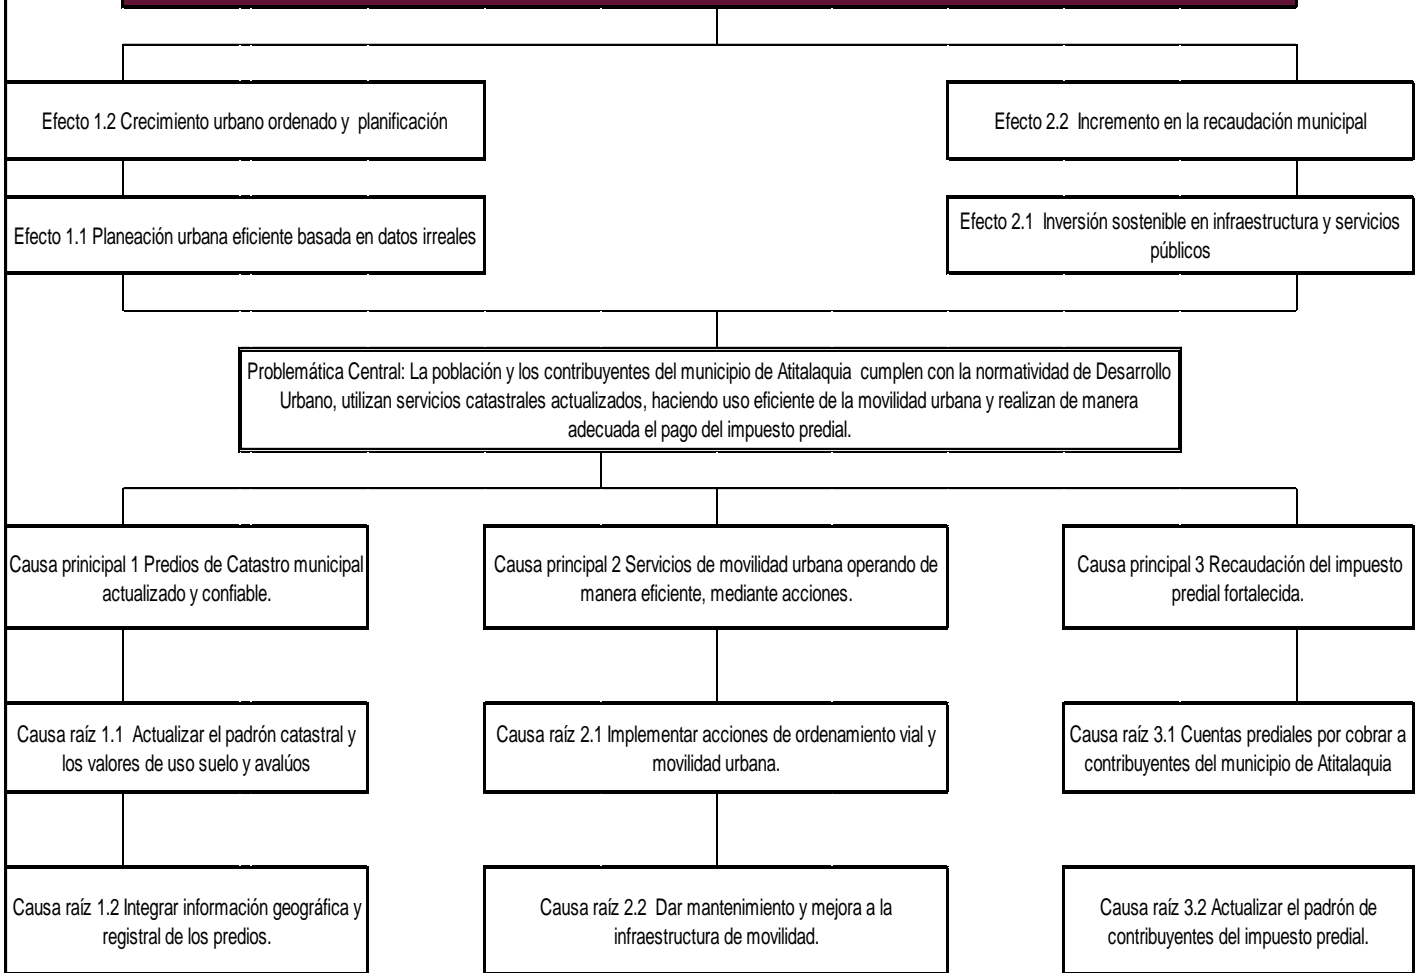 Efecto 1.2 Crecimiento urbano ordenado y planificación
Efecto 2.2 Incremento en la recaudación municipal
Efecto 1.1 Planeación urbana eficiente basada en datos irreales
Efecto 2.1 Inversión sostenible en infraestructura y servicios
públicos
Problemática Central: La población y los contribuyentes del municipio de Atitalaquia cumplen con la normatividad de Desarrollo
Urbano, utilizan servicios catastrales actualizados, haciendo uso eficiente de la movilidad urbana y realizan de manera
adecuada el pago del impuesto predial.
Causa prinicipal 1 Predios de Catastro municipal
actualizado y confiable.
Causa principal 2 Servicios de movilidad urbana operando de
manera eficiente, mediante acciones.
Causa principal 3 Recaudación del impuesto
predial fortalecida.
Causa raíz 1.1 Actualizar el padrón catastral y
los valores de uso suelo y avalúos
Causa raíz 2.1 Implementar acciones de ordenamiento vial y
movilidad urbana.
Causa raíz 3.1 Cuentas prediales por cobrar a
contribuyentes del municipio de Atitalaquia
Causa raíz 1.2 Integrar información geográfica y
registral de los predios.
Causa raíz 2.2 Dar mantenimiento y mejora a la
infraestructura de movilidad.
Causa raíz 3.2 Actualizar el padrón de
contribuyentes del impuesto predial.